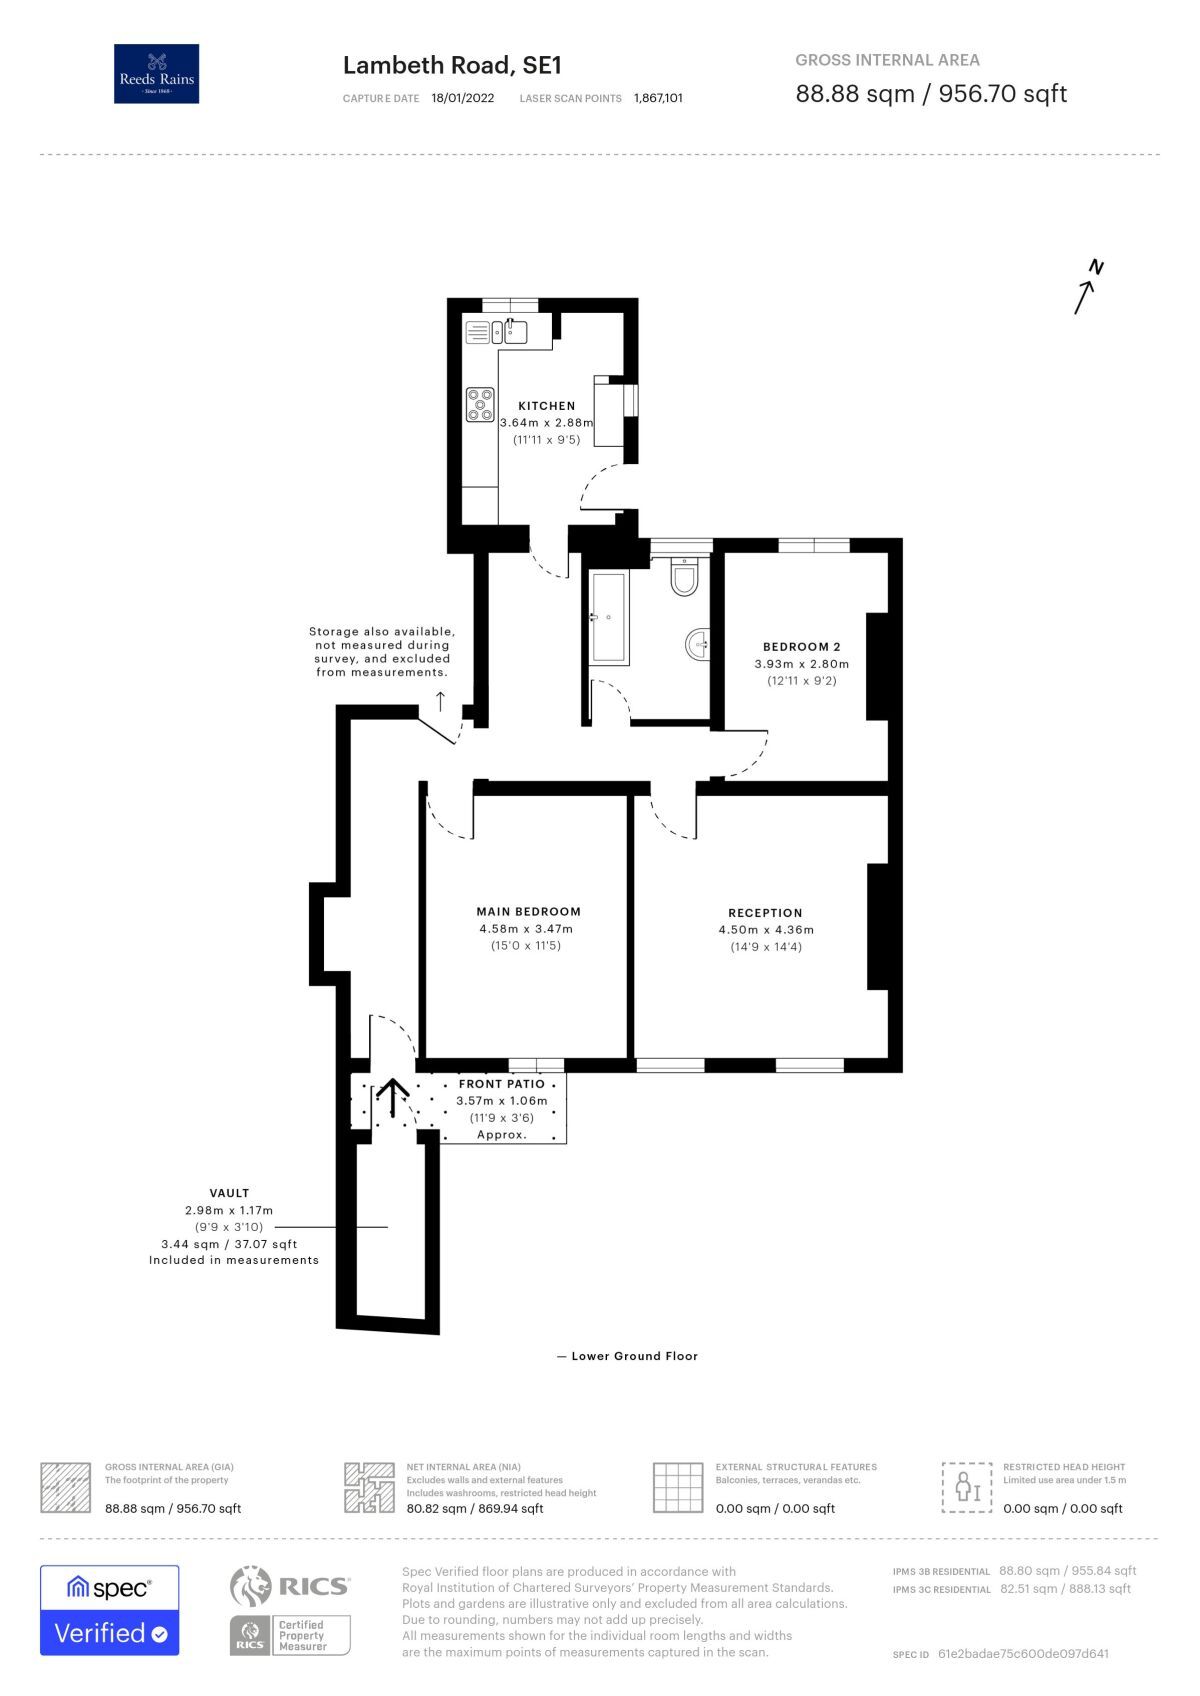 Reeds Rains
· Since 1868 ·
Lambeth Road, SE1
CAPTURE DATE 18/01/2022 LASER SCAN POINTS 1,867,101
GROSS INTERNAL AREA
88.88 sqm / 956.70 sqft
N
KITCHEN
3.64m x 2.88m
(11'11 x 9'5)
Storage also available,
not measured during
survey, and excluded
from measurements.
BEDROOM 2
3.93m x 2.80m
(12'11 x 9'2)
MAIN BEDROOM
4.58m x 3.47m
(15'0 x 11'5)
RECEPTION
4.50m x 4.36m
(14'9 x 14'4)
FRONT PATIO
3.57m x 1.06m
(11'9 x 3'6)
Approx.
VAULT
2.98m x 1.17m
(9'9 x 3'10)
3.44 sqm / 37.07 sqft
Included in measurements
— Lower Ground Floor
GROSS INTERNAL AREA (GIA)
The footprint of the property
88.88 sqm / 956.70 sqft
NET INTERNAL AREA (NIA)
Excludes walls and external features
Includes washrooms, restricted head height
80.82 sqm / 869.94 sqft
EXTERNAL STRUCTURAL FEATURES
Balconies, terraces, verandas etc.
0.00 sqm / 0.00 sqft
RESTRICTED HEAD HEIGHT
Limited use area under 1.5 m
0.00 sqm / 0.00 sqft
spec®
Verified
RICS®
RICS
Certified
Property
Measurer
Spec Verified floor plans are produced in accordance with
Royal Institution of Chartered Surveyors' Property Measurement Standards.
Plots and gardens are illustrative only and excluded from all area calculations.
Due to rounding, numbers may not add up precisely.
All measurements shown for the individual room lengths and widths
are the maximum points of measurements captured in the scan.
IPMS 3B RESIDENTIAL 88.80 sqm / 955.84 sqft
IPMS 3C RESIDENTIAL 82.51 sqm / 888.13 sqft
SPEC ID 61e2badae75c600de097d641